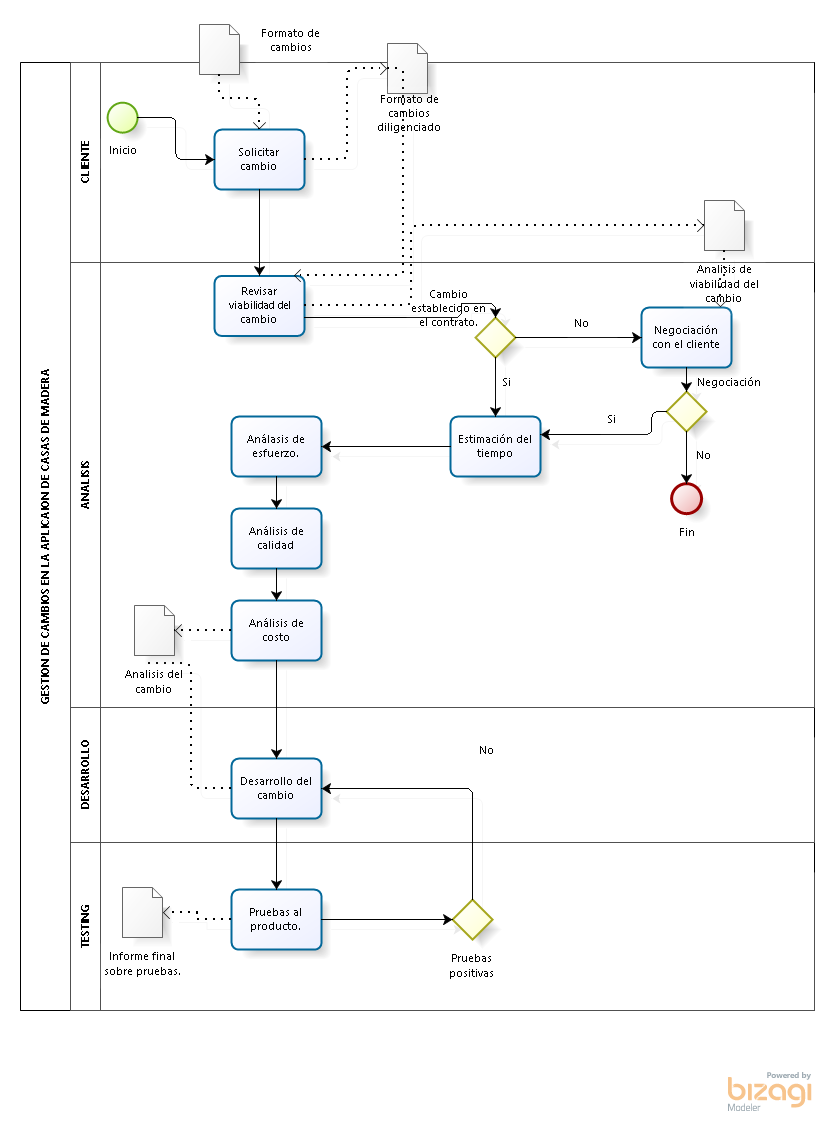 Formato de
cambios
Formato de
cambios
diligenciado
GESTION DE CAMBIOS EN LA APLICAION DE CASAS DE MADERA
CLIENTE
Inicio
Solicitar
cambio
Analisis de
viabilidad del
cambio
ANALISIS
Revisar
viabilidad del
cambio
Cambio
establecido en
el contrato.
No
Negociación
con el cliente
Si
Negociación
Si
No
Fin
Estimación del
tiempo
Análasis de
esfuerzo.
Análisis de
calidad
Análisis de
costo
Analisis del
cambio
DESARROLLO
No
Desarrollo del
cambio
TESTING
Pruebas al
producto.
Informe final
sobre pruebas.
Pruebas
positivas
Powered by
bizagi
Modeler